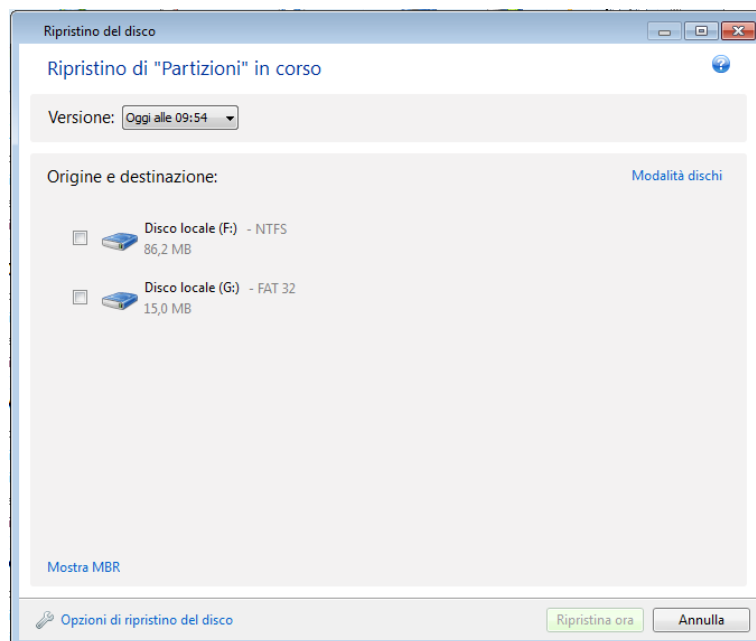 Ripristino del disco
Ripristino di "Partizioni" in corso
Versione: Oggi alle 09:54
Origine e destinazione: Modalità dischi
Disco locale (F:) - NTFS
86,2 MB
Disco locale (G:) - FAT 32
15,0 MB
Mostra MBR
Opzioni di ripristino del disco Ripristina ora Annulla